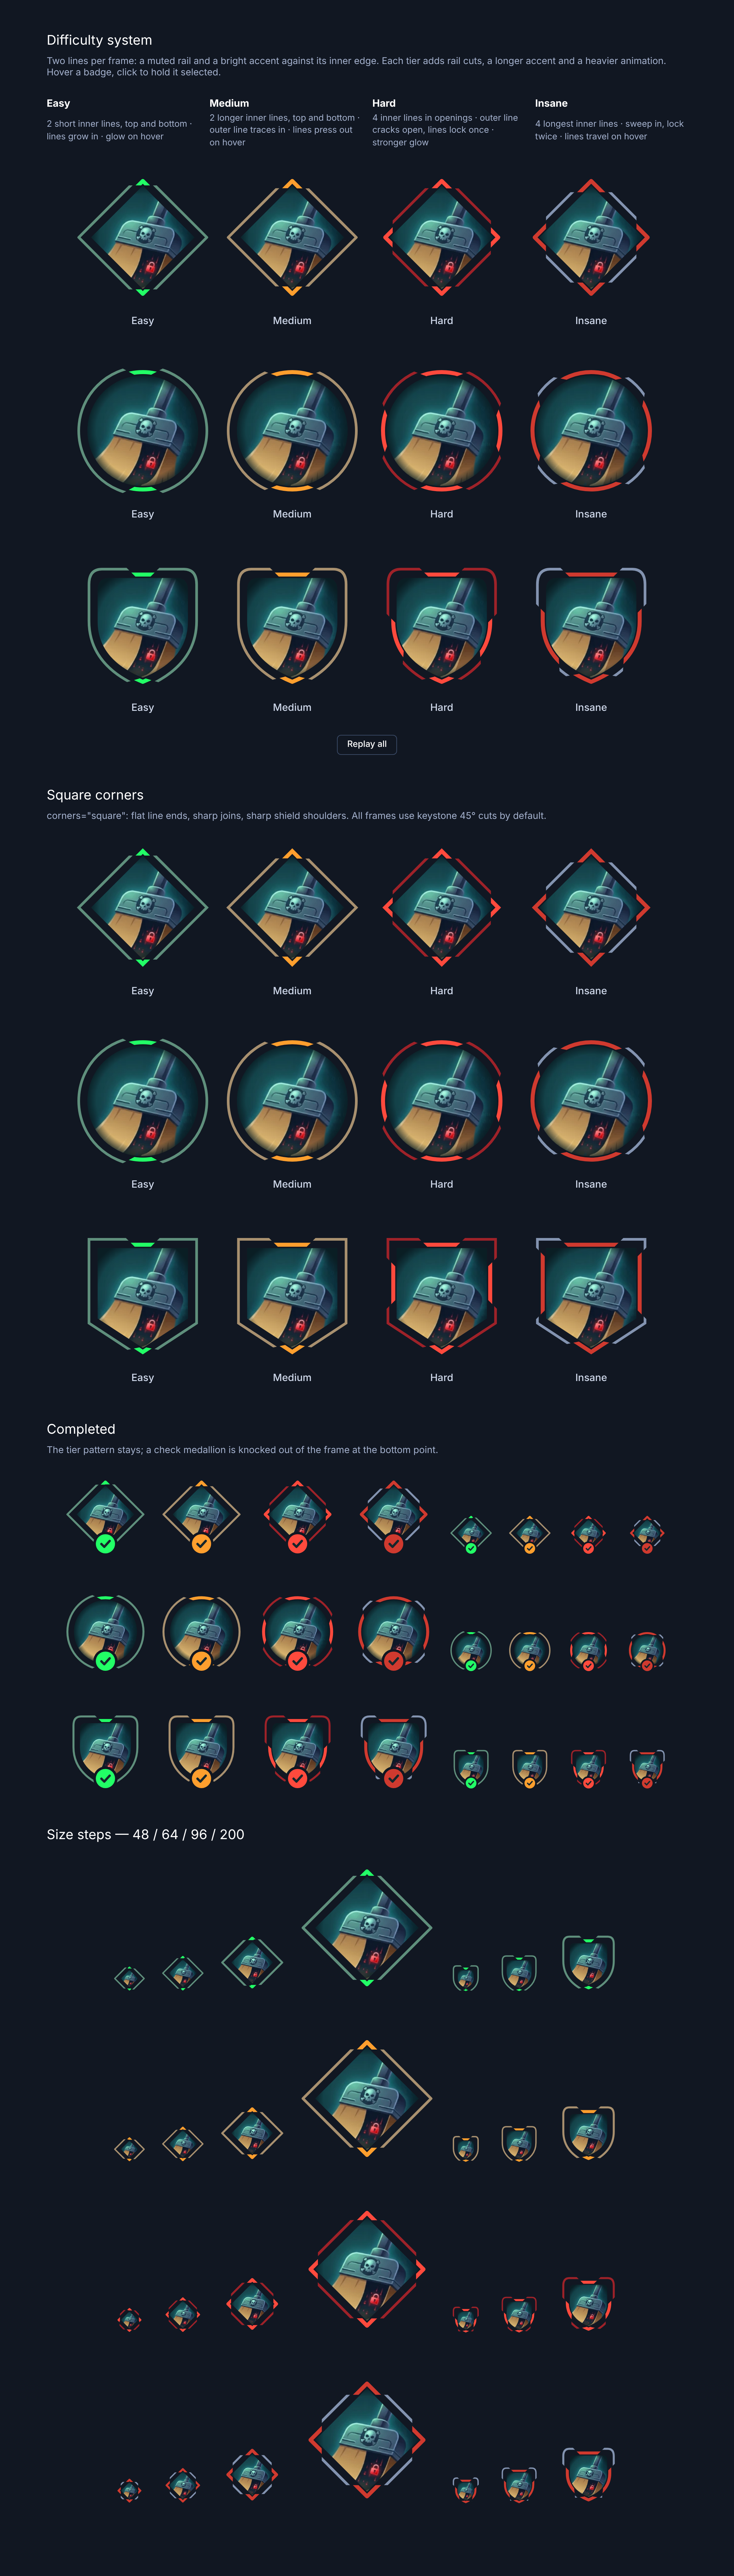 Difficulty system
Two lines per frame: a muted rail and a bright accent against its inner edge. Each tier adds rail cuts, a longer accent and a heavier animation.
Hover a badge, click to hold it selected.
Easy
2 short inner lines, top and bottom ·
lines grow in · glow on hover
Medium
2 longer inner lines, top and bottom ·
outer line traces in · lines press out
on hover
Hard
4 inner lines in openings · outer line
cracks open, lines lock once ·
stronger glow
Insane
4 longest inner lines · sweep in, lock
twice · lines travel on hover
Easy Medium Hard Insane
Easy Medium Hard Insane
Easy Medium Hard Insane
Replay all
Square corners
corners="square": flat line ends, sharp joins, sharp shield shoulders. All frames use keystone 45° cuts by default.
Easy Medium Hard Insane
Easy Medium Hard Insane
Easy Medium Hard Insane
Completed
The tier pattern stays; a check medallion is knocked out of the frame at the bottom point.
Size steps — 48 / 64 / 96 / 200